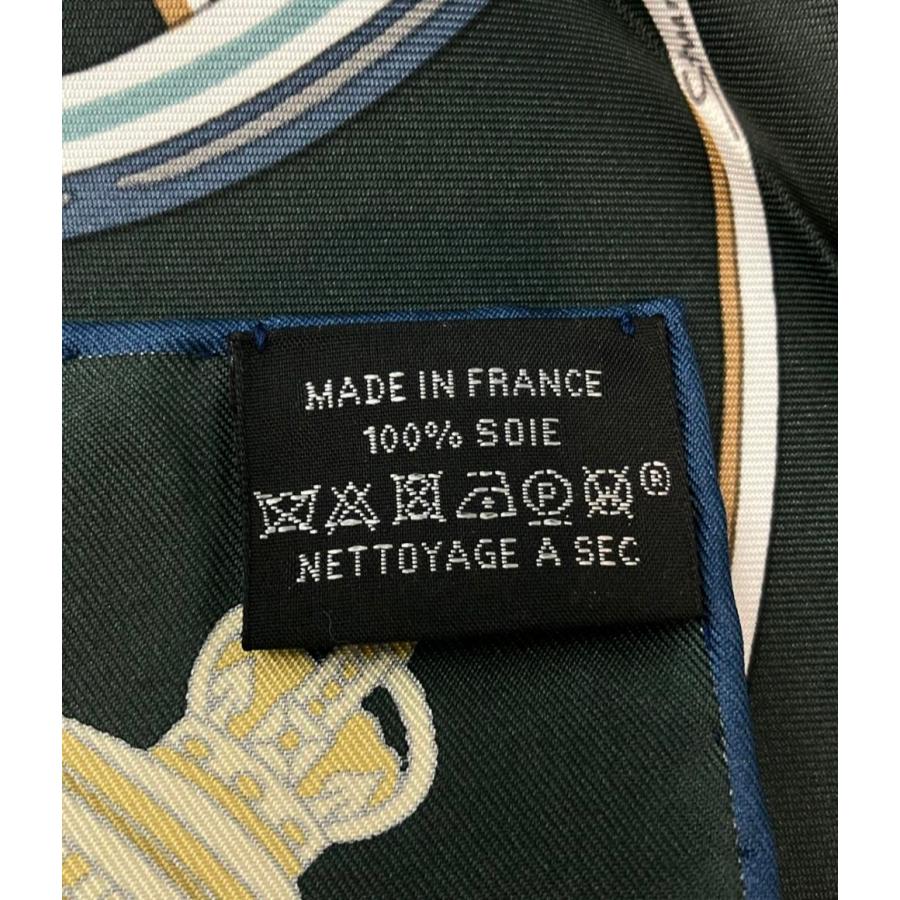 MADE IN FRANCE
100% SOIE
P ®
NETTOYAGE A SEC